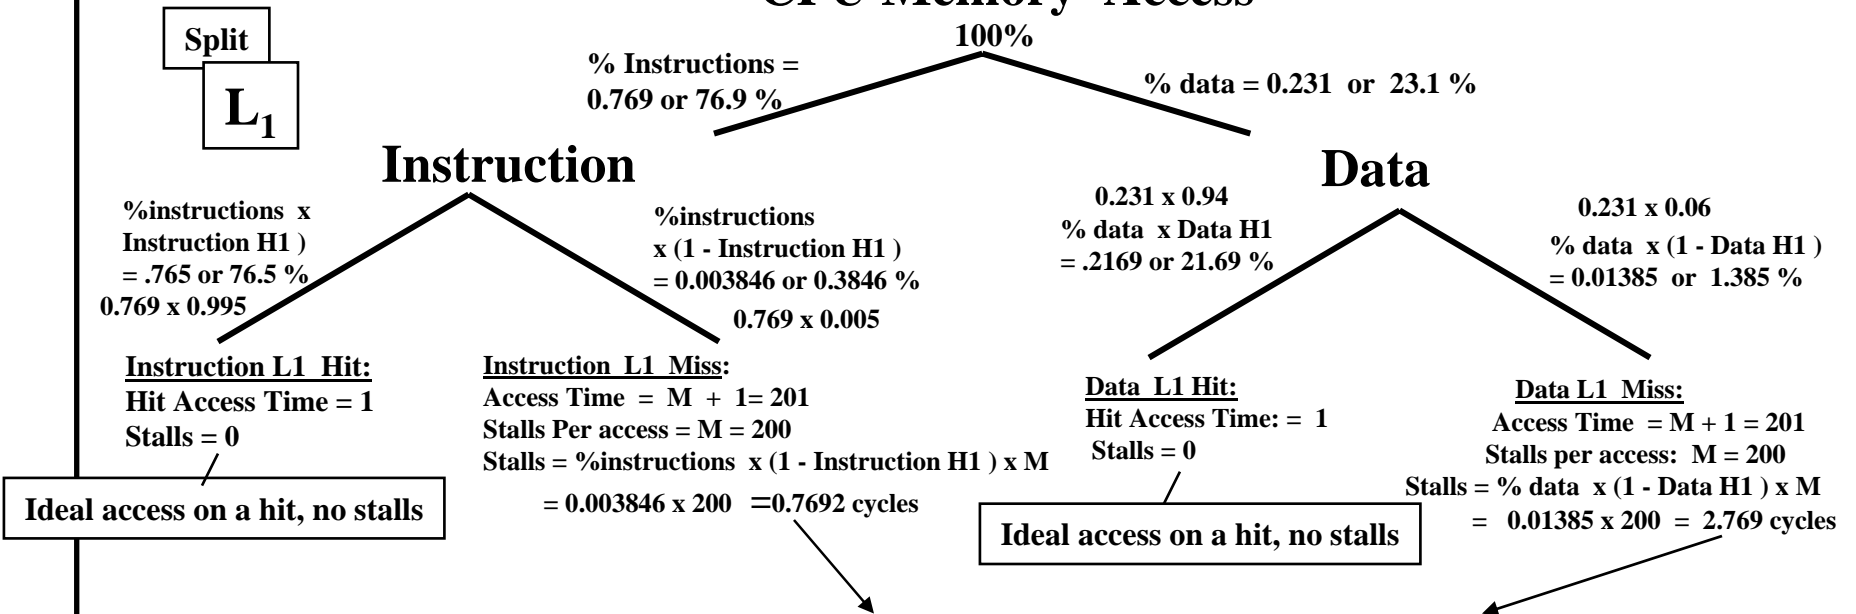 CPU Memory Access
100%
Split
L1
% Instructions =
0.769 or 76.9 %
% data = 0.231 or 23.1 %
Instruction
Data
%instructions x
Instruction H1 )
= .765 or 76.5 %
0.769 x 0.995
%instructions
x (1 - Instruction H1 )
= 0.003846 or 0.3846 %
0.769 x 0.005
0.231 x 0.94
% data x Data H1
= .2169 or 21.69 %
0.231 x 0.06
% data x (1 - Data H1 )
= 0.01385 or 1.385 %
Instruction L1 Hit:
Hit Access Time = 1
Stalls = 0
Ideal access on a hit, no stalls
Instruction L1 Miss:
Access Time = M + 1= 201
Stalls Per access = M = 200
Stalls = %instructions x (1 - Instruction H1 ) x M
= 0.003846 x 200 =0.7692 cycles
Data L1 Hit:
Hit Access Time: = 1
Stalls = 0
Ideal access on a hit, no stalls
Data L1 Miss:
Access Time = M + 1 = 201
Stalls per access: M = 200
Stalls = % data x (1 - Data H1 ) x M
= 0.01385 x 200 = 2.769 cycles